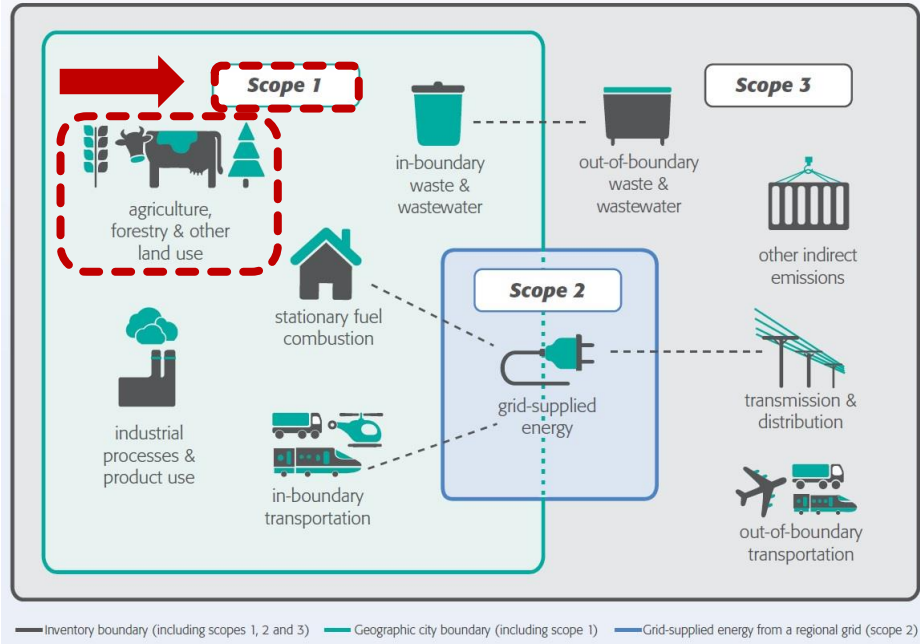 Scope 1
Scope 3
in-boundary
waste &
wastewater
out-of-boundary
waste &
wastewater
agriculture,
forestry & other
land use
other indirect
emissions
Scope 2
stationary fuel
combustion
grid-supplied
energy
transmission &
distribution
industrial
processes &
product use
in-boundary
transportation
out-of-boundary
transportation
Inventory boundary (including scopes 1, 2 and 3)
Geographic city boundary (including scope 1)
Grid-supplied energy from a regional grid (scope 2)